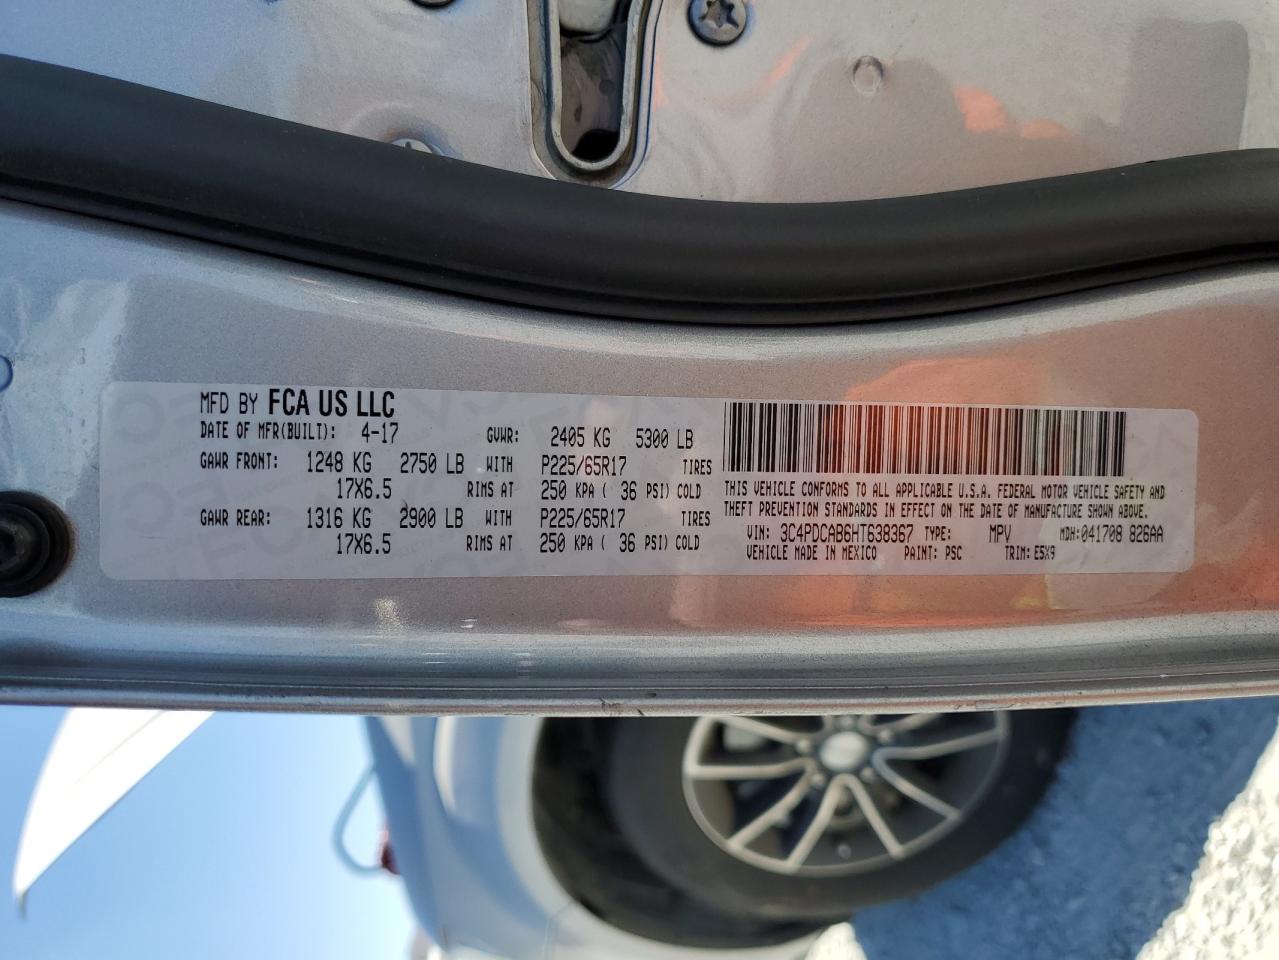 MFD BY FCA US LLC
DATE OF MFR(BUILT): 4-17 GVWR: 2405 KG 5300 LB
GAWR FRONT: 1248 KG 2750 LB WITH P225/65R17 TIRES
17X6.5 RIMS AT 250 KPA ( 36 PSI) COLD
GAWR REAR: 1316 KG 2900 LB WITH P225/65R17 TIRES
17X6.5 RIMS AT 250 KPA ( 36 PSI) COLD
THIS VEHICLE CONFORMS TO ALL APPLICABLE U.S.A. FEDERAL MOTOR VEHICLE SAFETY AND
THEFT PREVENTION STANDARDS IN EFFECT ON THE DATE OF MANUFACTURE SHOWN ABOVE.
VIN: 3C4PDCAB6HT638367 TYPE: MPV MDH: 041708 826AA
VEHICLE MADE IN MEXICO PAINT: PSC TRIM: E5X9